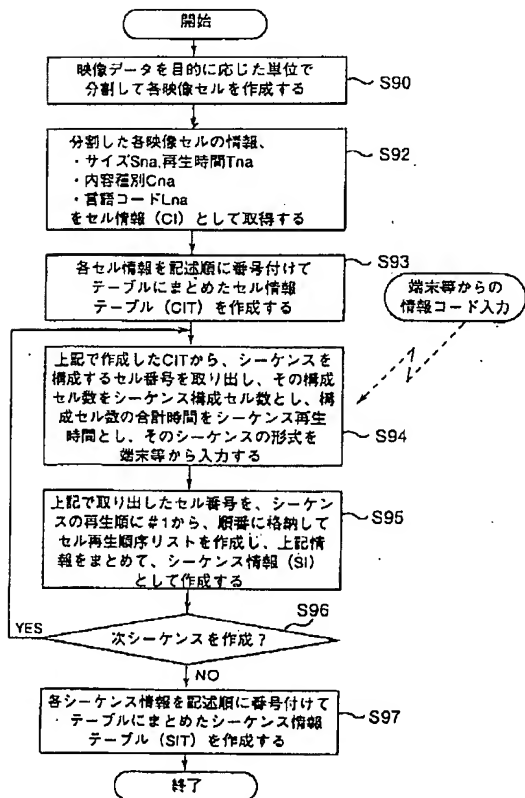 開始
映像データを目的に応じた単位で
分割して各映像セルを作成する
S90
分割した各映像セルの情報、
・サイズSna,再生時間Tna
・内容種別Cna
・言語コードLna
をセル情報（CI）として取得する
S92
各セル情報を記述順に番号付けて
テーブルにまとめたセル情報
テーブル（CIT）を作成する
S93
端末等からの
情報コード入力
上記で作成したCITから、シーケンスを
構成するセル番号を取り出し、その構成
セル数をシーケンス構成セル数とし、構
成セル数の合計時間をシーケンス再生
時間とし、そのシーケンスの形式を
端末等から入力する
S94
上記で取り出したセル番号を、シーケン
スの再生順に#1から、順番に格納して
セル再生順序リストを作成し、上記情
報をまとめて、シーケンス情報（SI）
として作成する
S95
S96
YES
次シーケンスを作成？
NO
各シーケンス情報を記述順に番号付けて
テーブルにまとめたシーケンス情報
テーブル（SIT）を作成する
S97
終了